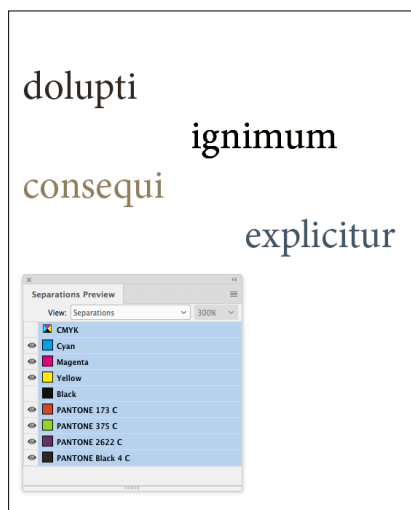 dolupti
ignimum
consequi
explicitur
Separations Preview
View: Separations 300%
CMYK
Cyan
Magenta
Yellow
Black
PANTONE 173 C
PANTONE 375 C
PANTONE 2622 C
PANTONE Black 4 C